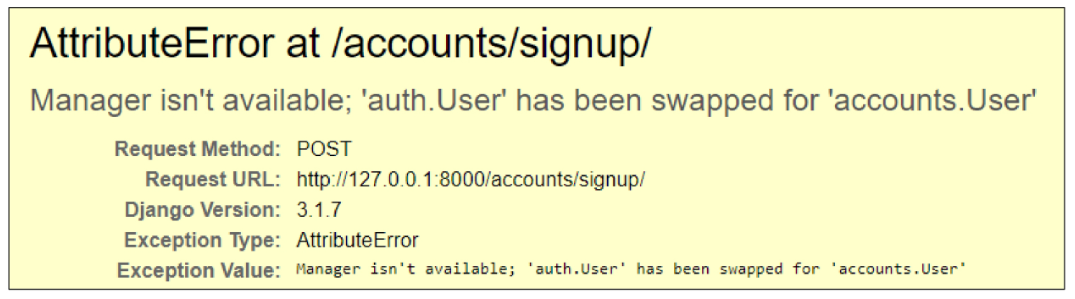 AttributeError at /accounts/signup/
Manager isn't available; 'auth.User' has been swapped for 'accounts.User'
Request Method: POST
Request URL: http://127.0.0.1:8000/accounts/signup/
Django Version: 3.1.7
Exception Type: AttributeError
Exception Value: Manager isn't available; 'auth.User' has been swapped for 'accounts.User'